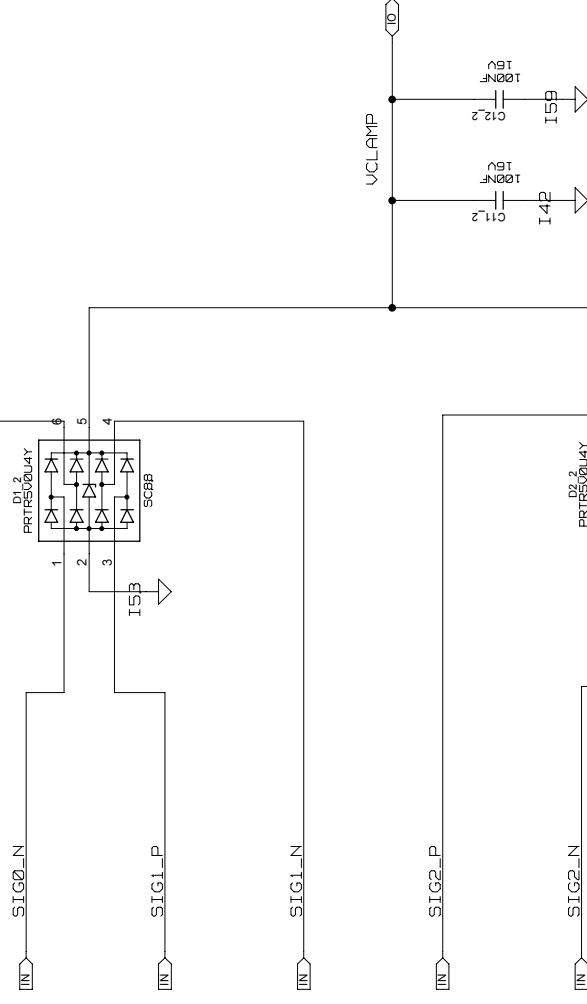 IO
16V
100NF
C12_2
I59
VCLAMP
16V
100NF
C11_2
I42
6
5
4
D1_2
PRTR5V0U4Y
SCBB
D2_2
PRTR5V0U4Y
1
2
3
I53
SIG0_N
SIG1_P
SIG1_N
SIG2_P
SIG2_N
IN
IN
IN
IN
IN